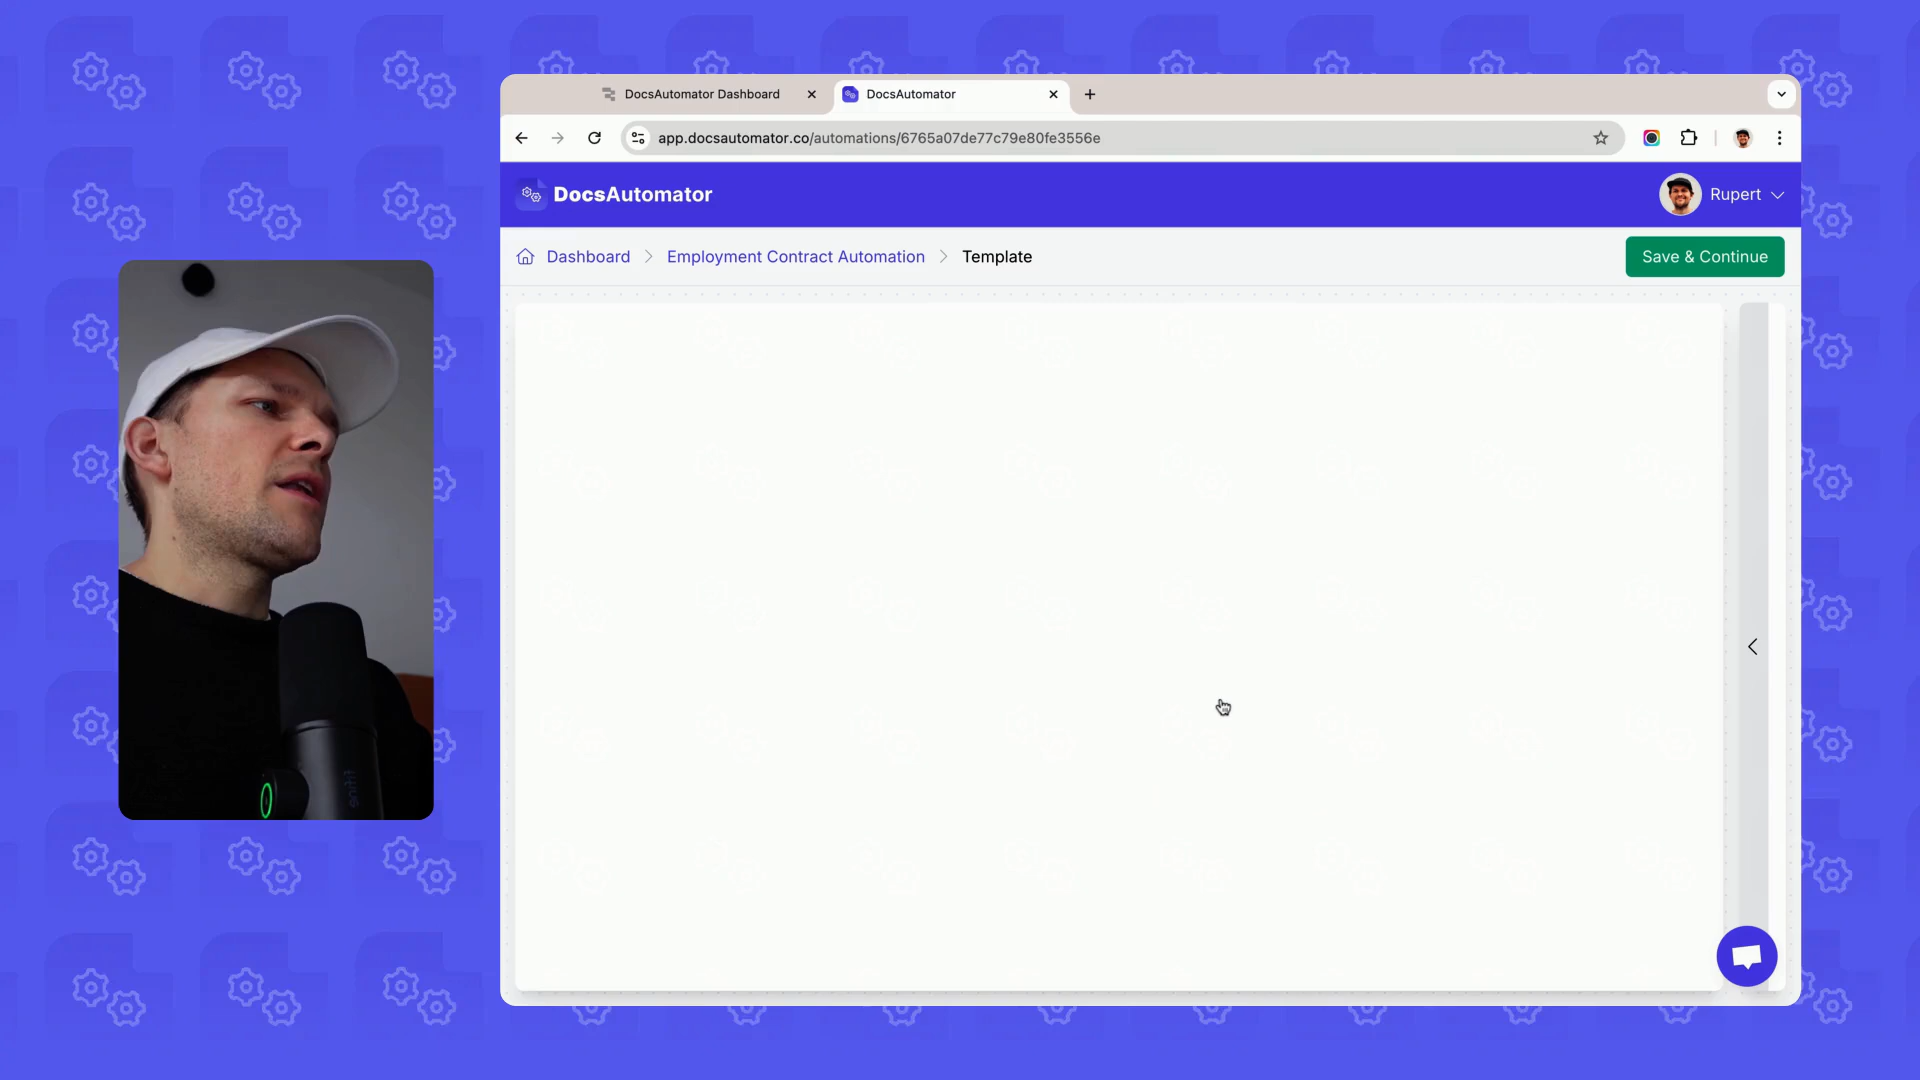 DocsAutomator Dashboard
DocsAutomator
app.docsautomator.co/automations/6765a07de77c79e80fe3556e
DocsAutomator
Rupert
Dashboard
Employment Contract Automation
Template
Save & Continue